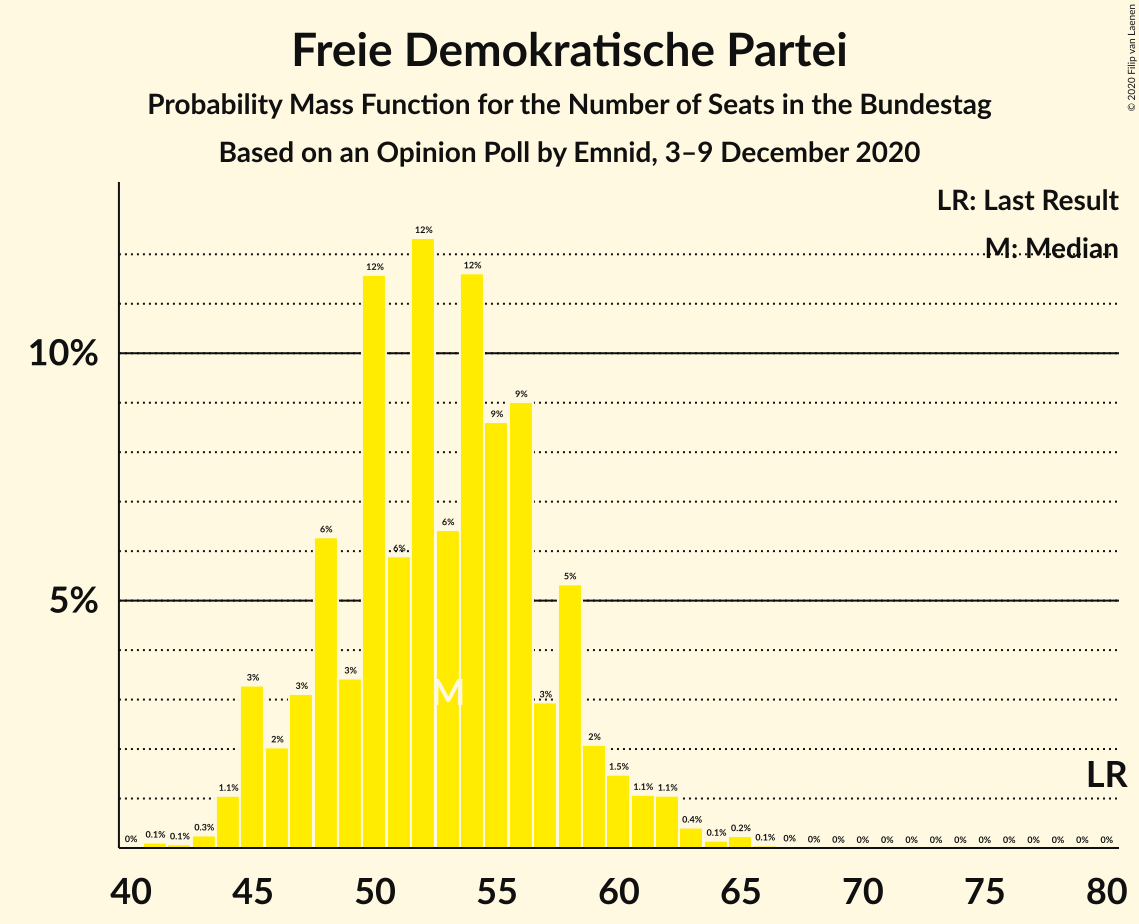 Freie Demokratische Partei
Probability Mass Function for the Number of Seats in the Bundestag
Based on an Opinion Poll by Emnid, 3–9 December 2020
© 2020 Filip van Laenen
LR: Last Result
M: Median
10%
5%
0% 0.1% 0.1% 0.3% 1.1% 3% 2% 3% 6% 3% 12% 6% 12% 6% 12% 9% 9% 3% 5% 2% 1.5% 1.1% 1.1% 0.4% 0.1% 0.2% 0.1% 0% 0% 0% 0% 0% 0% 0% 0% 0% 0% 0% 0% 0% 0%
M
LR
40 45 50 55 60 65 70 75 80